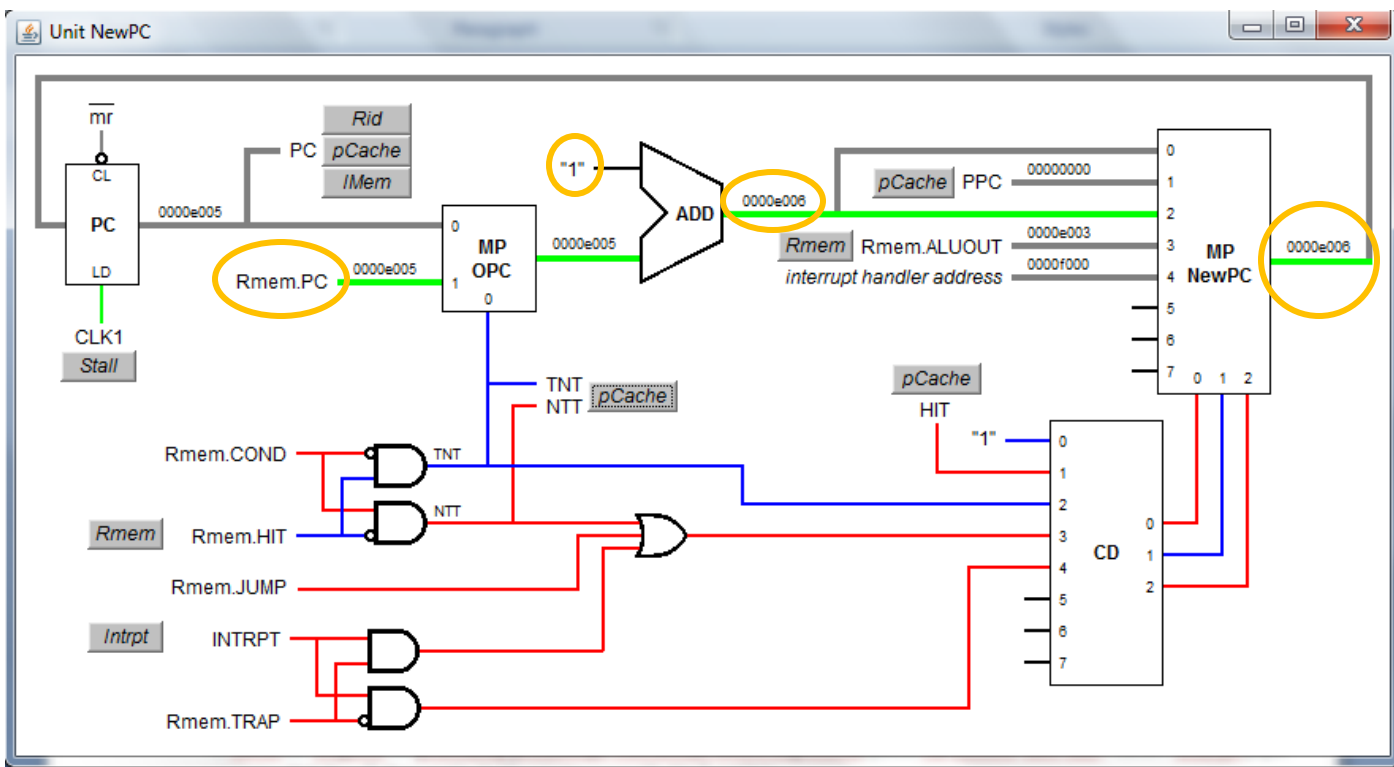 Unit NewPC
mr
CL
PC
LD
CLK1
Stall
0000e005
PC
Rid
pCache
IMem
Rmem.PC
0000e005
0
1
MP
OPC
0
0000e005
"1"
ADD
0000e006
pCache PPC 00000000
Rmem Rmem.ALUOUT 0000e003
interrupt handler address 0000f000
0
1
2
3
4
5
6
7
MP
NewPC
0 1 2
0000e006
TNT
NTT
pCache
Rmem.COND
TNT
NTT
Rmem
Rmem.HIT
Rmem.JUMP
Intrpt
INTRPT
Rmem.TRAP
pCache
HIT
"1"
0
1
2
3
4
5
6
7
CD
0
1
2